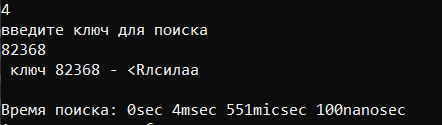 4
введите ключ для поиска
82368
ключ 82368 - <Rлсилаа
Время поиска: 0sec 4msec 551micsec 100nanosec